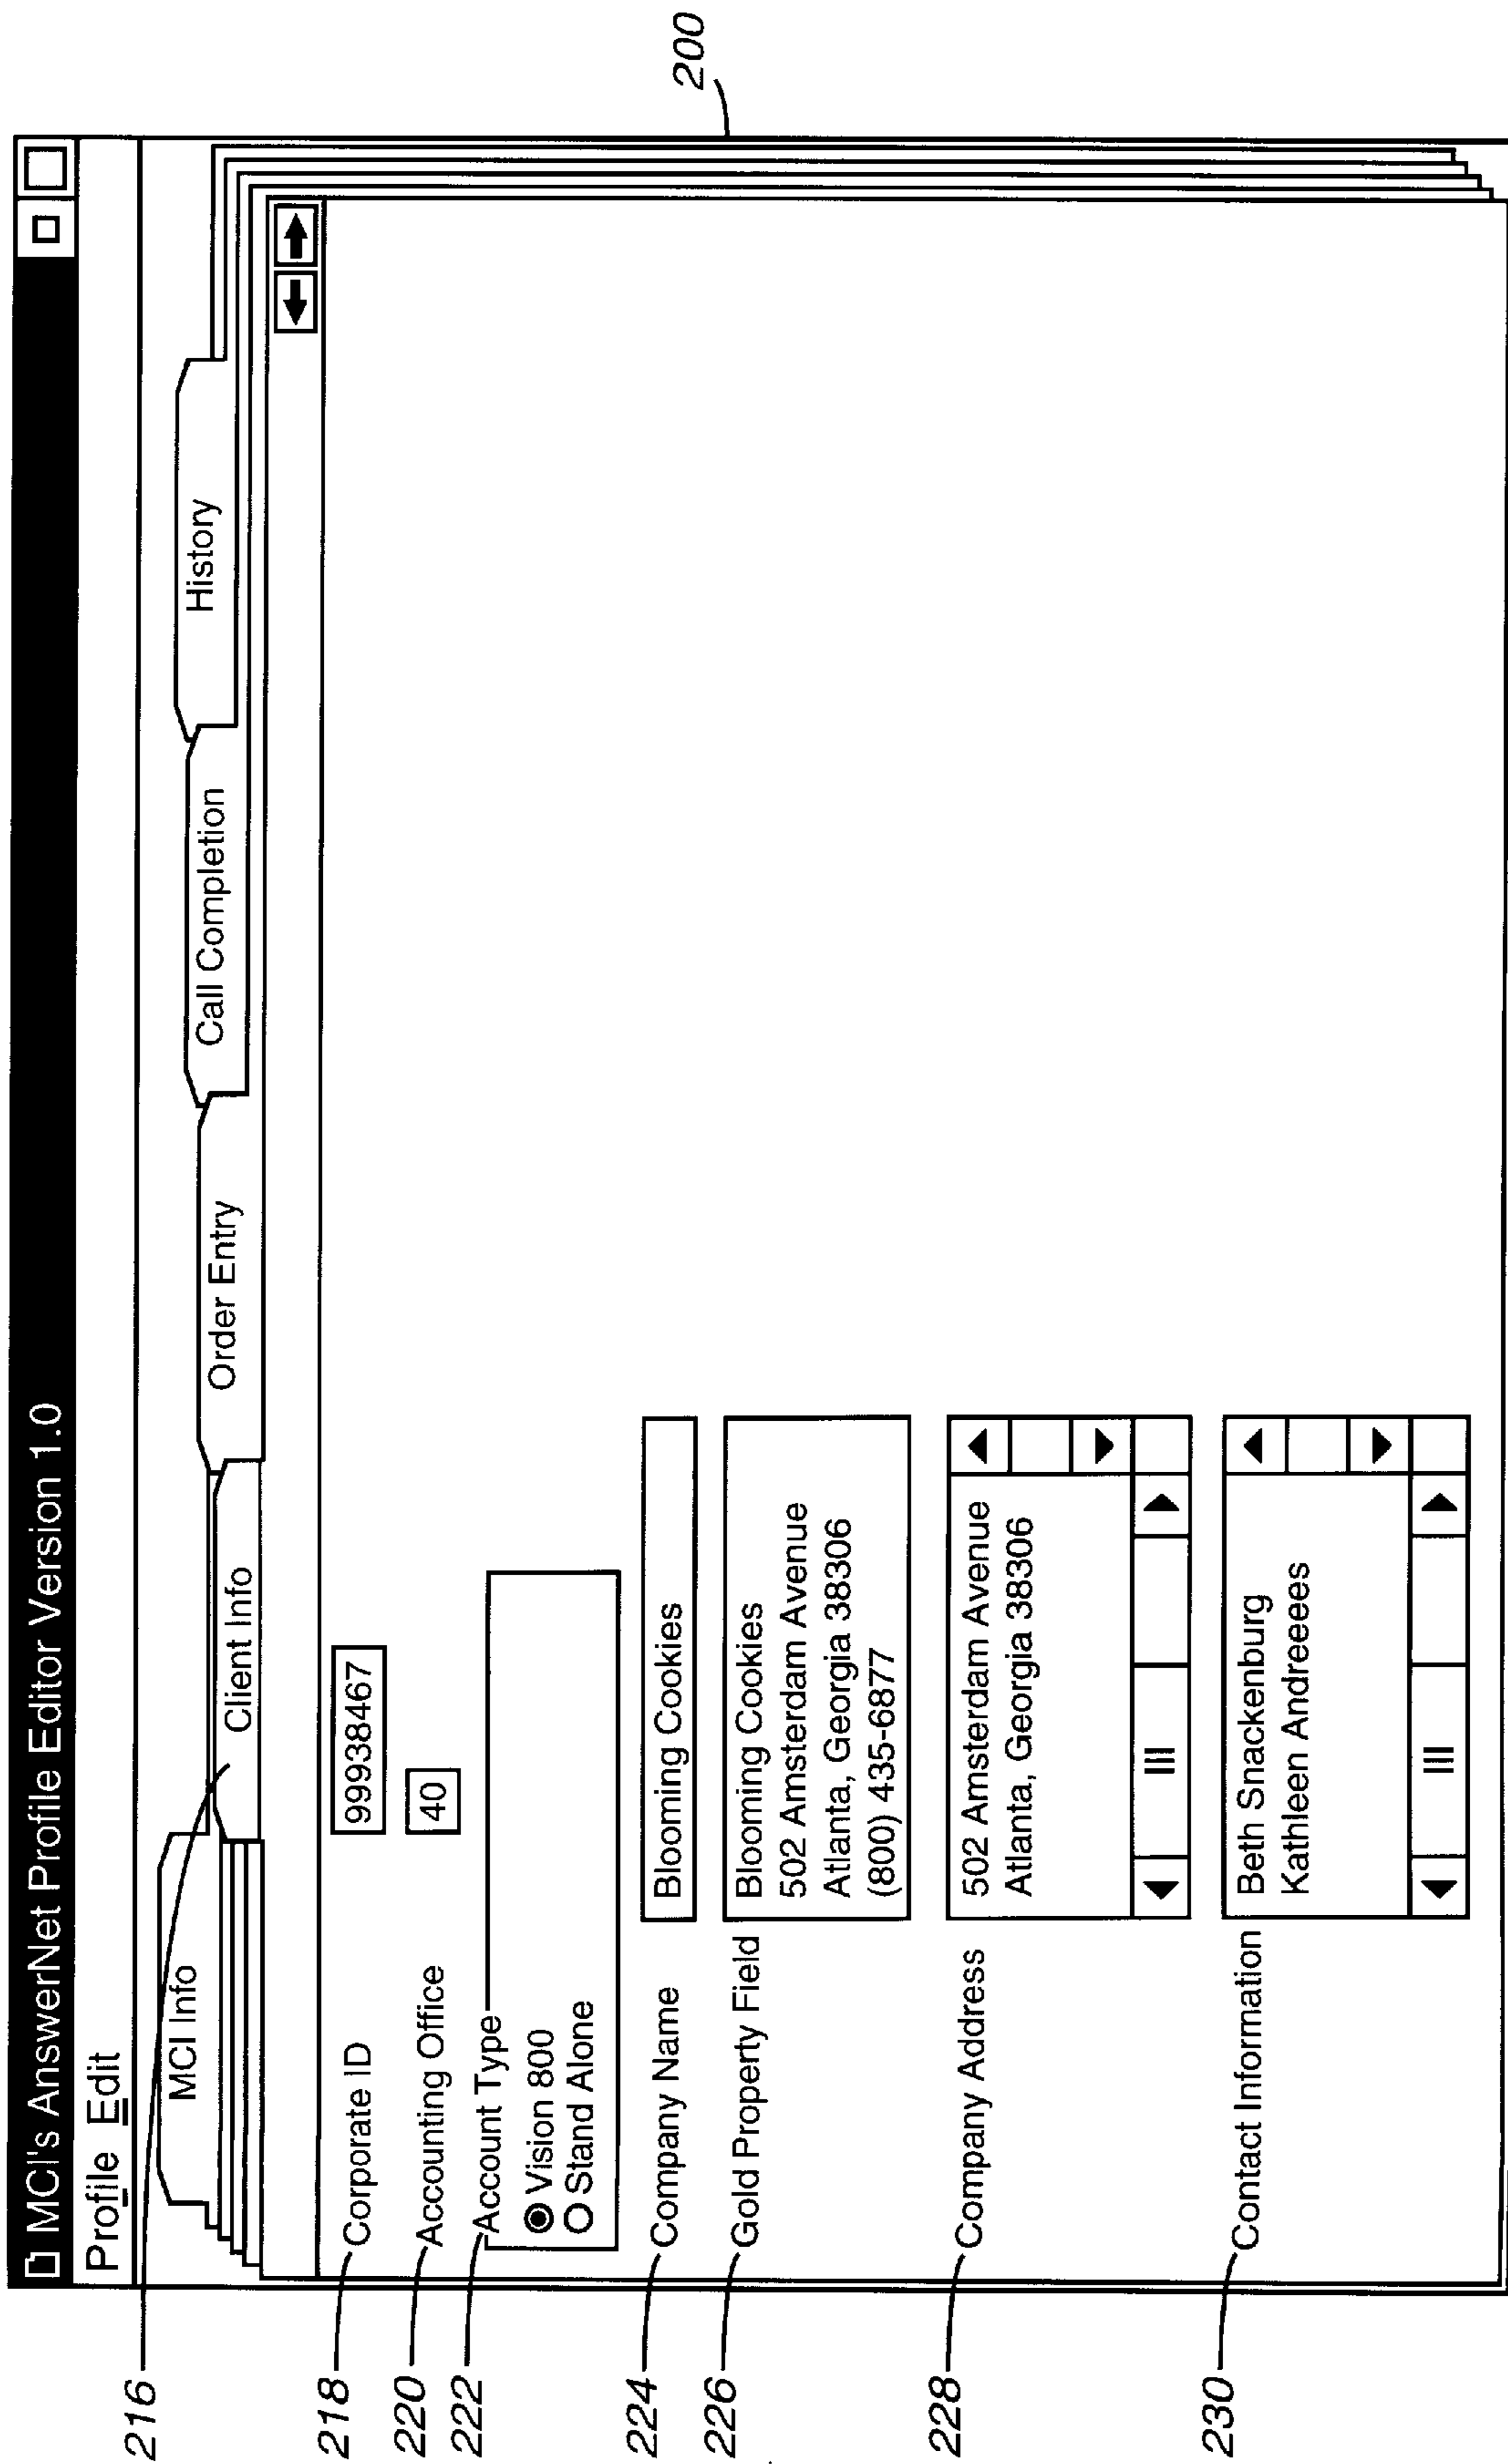 MCI's AnswerNet Profile Editor Version 1.0
Profile Edit
216
MCI Info
Client Info
Order Entry
Call Completion
History
200
218 Corporate ID 99938467
220 Accounting Office 40
222 Account Type
Vision 800
Stand Alone
224 Company Name Blooming Cookies
226 Gold Property Field Blooming Cookies
502 Amsterdam Avenue
Atlanta, Georgia 38306
(800) 435-6877
228 Company Address 502 Amsterdam Avenue
Atlanta, Georgia 38306
230 Contact Information Beth Snackenburg
Kathleen Andreees